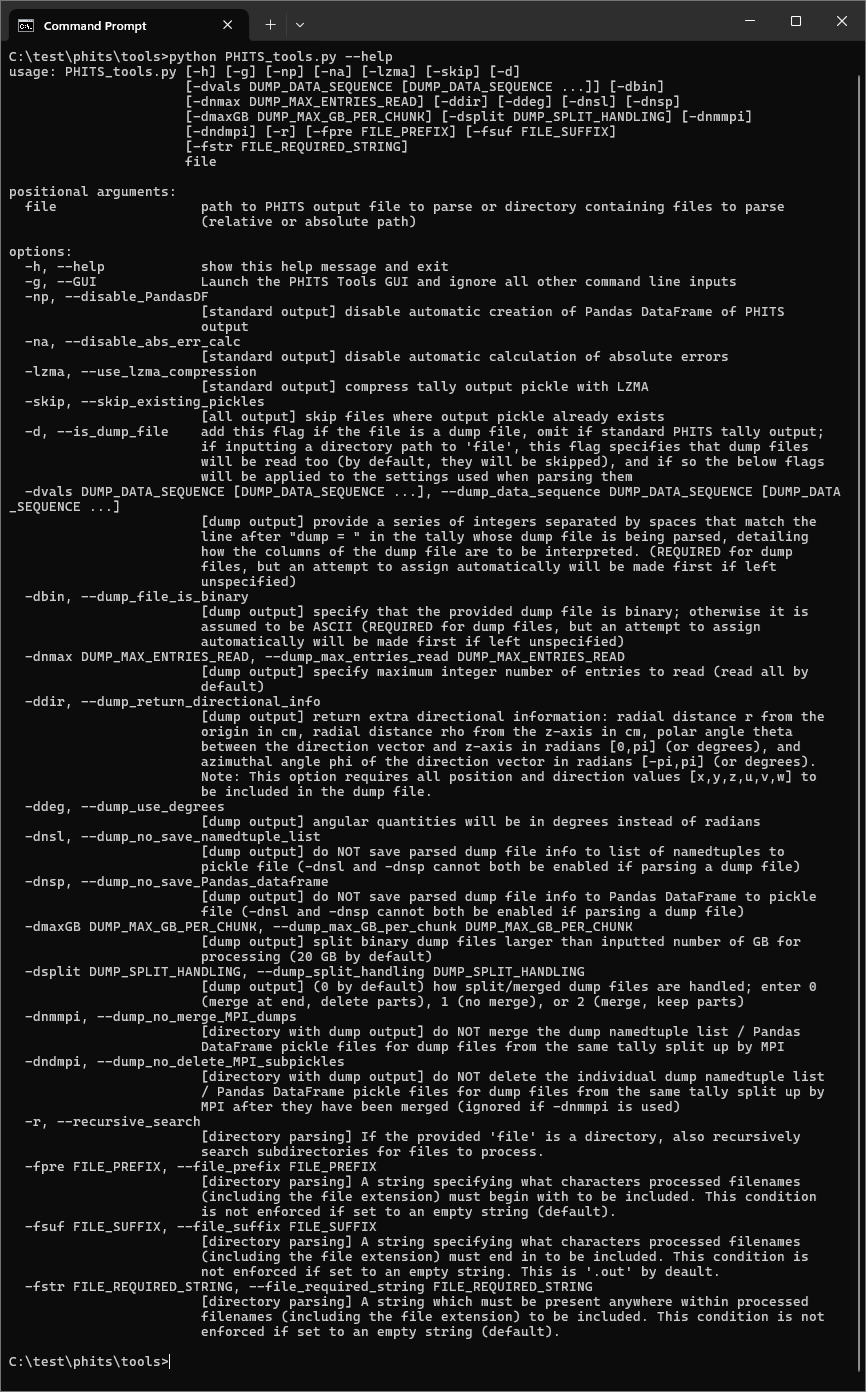 Command Prompt
C:\test\phits\tools>python PHITS_tools.py --help
usage: PHITS_tools.py [-h] [-g] [-np] [-na] [-lzma] [-skip] [-d]
[-dvals DUMP_DATA_SEQUENCE [DUMP_DATA_SEQUENCE ...]] [-dbin]
[-dnmax DUMP_MAX_ENTRIES_READ] [-ddir] [-ddeg] [-dnsl] [-dnsp]
[-dmaxGB DUMP_MAX_GB_PER_CHUNK] [-dsplit DUMP_SPLIT_HANDLING] [-dnmmpi]
[-dndmpi] [-r] [-fpre FILE_PREFIX] [-fsuf FILE_SUFFIX]
[-fstr FILE_REQUIRED_STRING]
file
positional arguments:
file path to PHITS output file to parse or directory containing files to parse
(relative or absolute path)
options:
-h, --help show this help message and exit
-g, --GUI Launch the PHITS Tools GUI and ignore all other command line inputs
-np, --disable_PandasDF
[standard output] disable automatic creation of Pandas DataFrame of PHITS
output
-na, --disable_abs_err_calc
[standard output] disable automatic calculation of absolute errors
-lzma, --use_lzma_compression
[standard output] compress tally output pickle with LZMA
-skip, --skip_existing_pickles
[all output] skip files where output pickle already exists
-d, --is_dump_file add this flag if the file is a dump file, omit if standard PHITS tally output;
if inputting a directory path to 'file', this flag specifies that dump files
will be read too (by default, they will be skipped), and if so the below flags
will be applied to the settings used when parsing them
-dvals DUMP_DATA_SEQUENCE [DUMP_DATA_SEQUENCE ...], --dump_data_sequence DUMP_DATA_SEQUENCE [DUMP_DATA
_SEQUENCE ...]
[dump output] provide a series of integers separated by spaces that match the
line after "dump = " in the tally whose dump file is being parsed, detailing
how the columns of the dump file are to be interpreted. (REQUIRED for dump
files, but an attempt to assign automatically will be made first if left
unspecified)
-dbin, --dump_file_is_binary
[dump output] specify that the provided dump file is binary; otherwise it is
assumed to be ASCII (REQUIRED for dump files, but an attempt to assign
automatically will be made first if left unspecified)
-dnmax DUMP_MAX_ENTRIES_READ, --dump_max_entries_read DUMP_MAX_ENTRIES_READ
[dump output] specify maximum integer number of entries to read (read all by
default)
-ddir, --dump_return_directional_info
[dump output] return extra directional information: radial distance r from the
origin in cm, radial distance rho from the z-axis in cm, polar angle theta
between the direction vector and z-axis in radians [0,pi] (or degrees), and
azimuthal angle phi of the direction vector in radians [-pi,pi] (or degrees).
Note: This option requires all position and direction values [x,y,z,u,v,w] to
be included in the dump file.
-ddeg, --dump_use_degrees
[dump output] angular quantities will be in degrees instead of radians
-dnsl, --dump_no_save_namedtuple_list
[dump output] do NOT save parsed dump file info to list of namedtuples to
pickle file (-dnsl and -dnsp cannot both be enabled if parsing a dump file)
-dnsp, --dump_no_save_Pandas_dataframe
[dump output] do NOT save parsed dump file info to Pandas DataFrame to pickle
file (-dnsl and -dnsp cannot both be enabled if parsing a dump file)
-dmaxGB DUMP_MAX_GB_PER_CHUNK, --dump_max_GB_per_chunk DUMP_MAX_GB_PER_CHUNK
[dump output] split binary dump files larger than inputted number of GB for
processing (20 GB by default)
-dsplit DUMP_SPLIT_HANDLING, --dump_split_handling DUMP_SPLIT_HANDLING
[dump output] (0 by default) how split/merged dump files are handled; enter 0
(merge at end, delete parts), 1 (no merge), or 2 (merge, keep parts)
-dnmmpi, --dump_no_merge_MPI_dumps
[directory with dump output] do NOT merge the dump namedtuple list / Pandas
DataFrame pickle files for dump files from the same tally split up by MPI
-dndmpi, --dump_no_delete_MPI_subpickles
[directory with dump output] do NOT delete the individual dump namedtuple list
/ Pandas DataFrame pickle files for dump files from the same tally split up by
MPI after they have been merged (ignored if -dnmmpi is used)
-r, --recursive_search
[directory parsing] If the provided 'file' is a directory, also recursively
search subdirectories for files to process.
-fpre FILE_PREFIX, --file_prefix FILE_PREFIX
[directory parsing] A string specifying what characters processed filenames
(including the file extension) must begin with to be included. This condition
is not enforced if set to an empty string (default).
-fsuf FILE_SUFFIX, --file_suffix FILE_SUFFIX
[directory parsing] A string specifying what characters processed filenames
(including the file extension) must end in to be included. This condition is
not enforced if set to an empty string. This is '.out' by deault.
-fstr FILE_REQUIRED_STRING, --file_required_string FILE_REQUIRED_STRING
[directory parsing] A string which must be present anywhere within processed
filenames (including the file extension) to be included. This condition is not
enforced if set to an empty string (default).
C:\test\phits\tools>